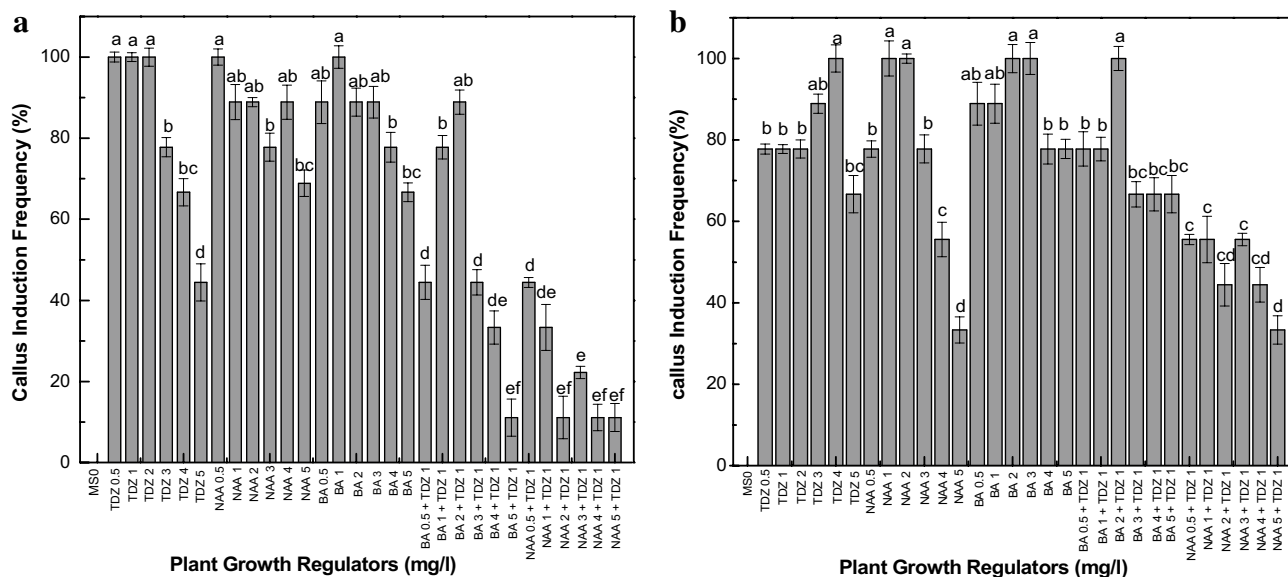 a
Callus Induction Frequency (%)
100
80
60
40
20
0
a a a b bc d a ab ab b ab bc ab a ab ab b bc d b ab d de ef d de ef e ef ef
MS0
TDZ 0.5
TDZ 1
TDZ 2
TDZ 3
TDZ 4
TDZ 5
NAA 0.5
NAA 1
NAA 2
NAA 3
NAA 4
NAA 5
BA 0.5
BA 1
BA 2
BA 3
BA 4
BA 5
BA 0.5 + TDZ 1
BA 1 + TDZ 1
BA 2 + TDZ 1
BA 3 + TDZ 1
BA 4 + TDZ 1
BA 5 + TDZ 1
NAA 0.5 + TDZ 1
NAA 1 + TDZ 1
NAA 2 + TDZ 1
NAA 3 + TDZ 1
NAA 4 + TDZ 1
NAA 5 + TDZ 1
Plant Growth Regulators (mg/l)
b
callus Induction Frequency(%)
100
80
60
40
20
0
b b b ab a bc b a a b c d ab ab a a b b b b a bc bc bc c c cd c cd d
MS0
TDZ 0.5
TDZ 1
TDZ 2
TDZ 3
TDZ 4
TDZ 5
NAA 0.5
NAA 1
NAA 2
NAA 3
NAA 4
NAA 5
BA 0.5
BA 1
BA 2
BA 3
BA 4
BA 5
BA 0.5 + TDZ 1
BA 1 + TDZ 1
BA 2 + TDZ 1
BA 3 + TDZ 1
BA 4 + TDZ 1
BA 5 + TDZ 1
NAA 0.5 + TDZ 1
NAA 1 + TDZ 1
NAA 2 + TDZ 1
NAA 3 + TDZ 1
NAA 4 + TDZ 1
NAA 5 + TDZ 1
Plant Growth Regulators (mg/l)